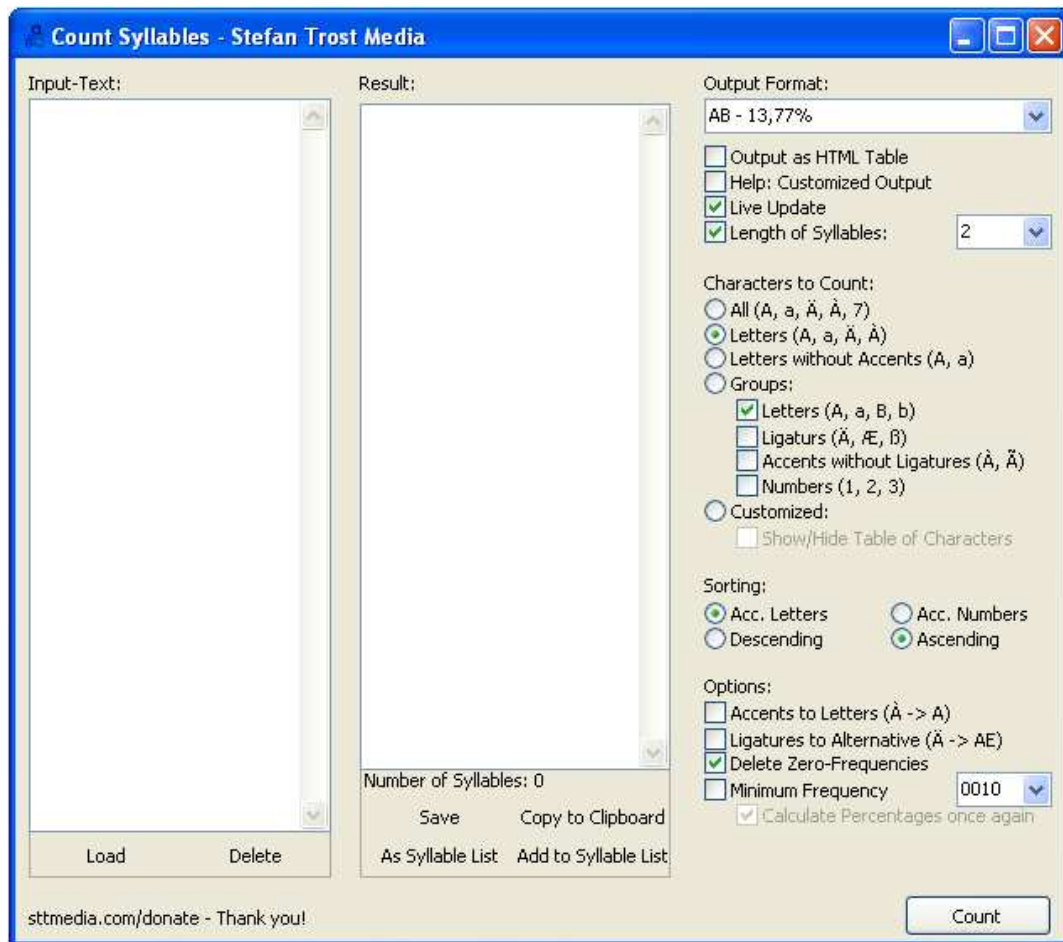 Count Syllables - Stefan Trost Media
Input-Text:
Load Delete
Result:
Number of Syllables: 0
Save Copy to Clipboard
As Syllable List Add to Syllable List
Output Format:
AB - 13,77%
Output as HTML Table
Help: Customized Output
Live Update
Length of Syllables: 2
Characters to Count:
All (A, a, Ä, À, 7)
Letters (A, a, Ä, À)
Letters without Accents (A, a)
Groups:
Letters (A, a, B, b)
Ligaturs (Ä, Æ, ß)
Accents without Ligatures (À, Ã)
Numbers (1, 2, 3)
Customized:
Show/Hide Table of Characters
Sorting:
Acc. Letters Acc. Numbers
Descending Ascending
Options:
Accents to Letters (À -> A)
Ligatures to Alternative (Ä -> AE)
Delete Zero-Frequencies
Minimum Frequency 0010
Calculate Percentages once again
sttmedia.com/donate - Thank you!
Count